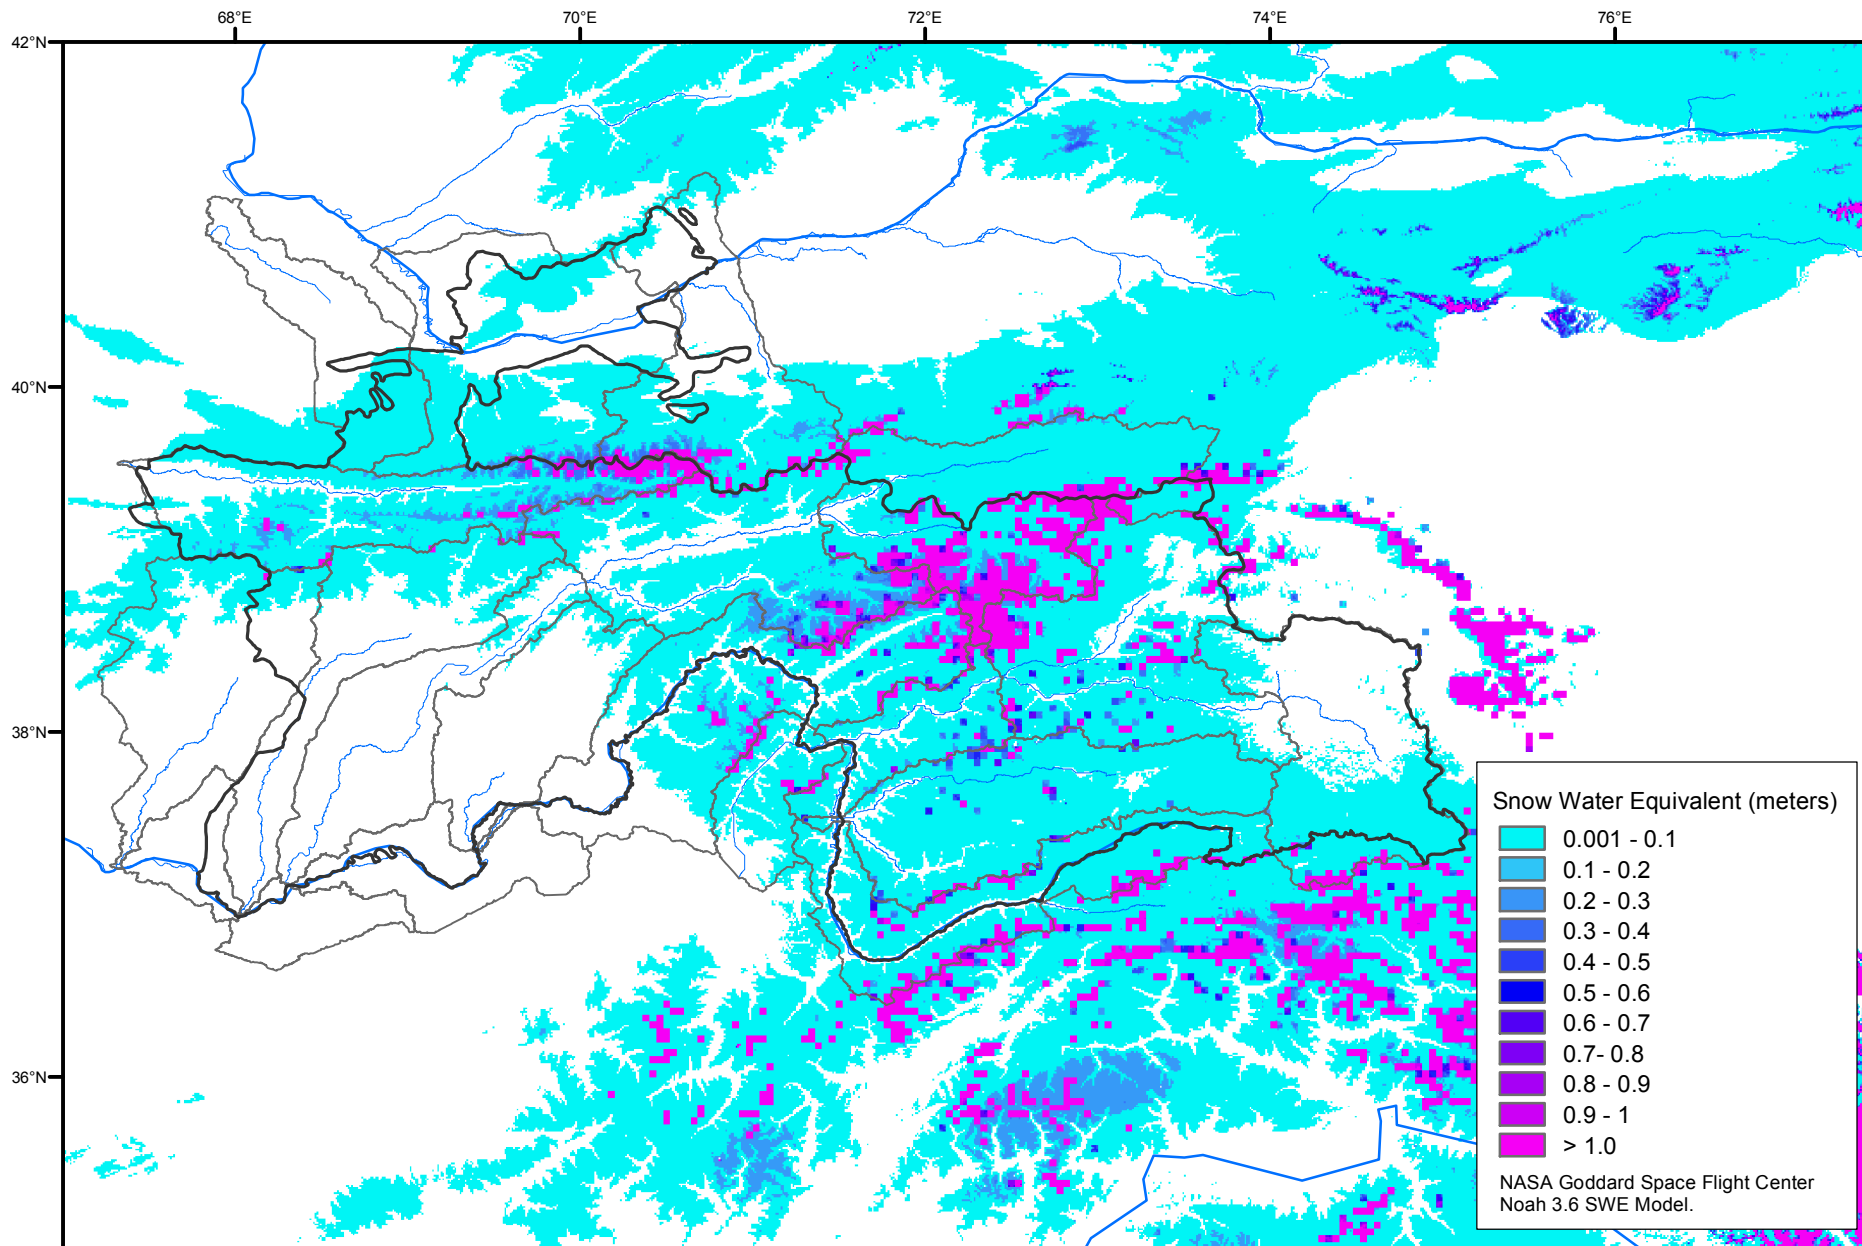 68°E 70°E 72°E 74°E 76°E
42°N
40°N
38°N
36°N
Snow Water Equivalent (meters)
0.001 - 0.1
0.1 - 0.2
0.2 - 0.3
0.3 - 0.4
0.4 - 0.5
0.5 - 0.6
0.6 - 0.7
0.7- 0.8
0.8 - 0.9
0.9 - 1
> 1.0
NASA Goddard Space Flight Center
Noah 3.6 SWE Model.